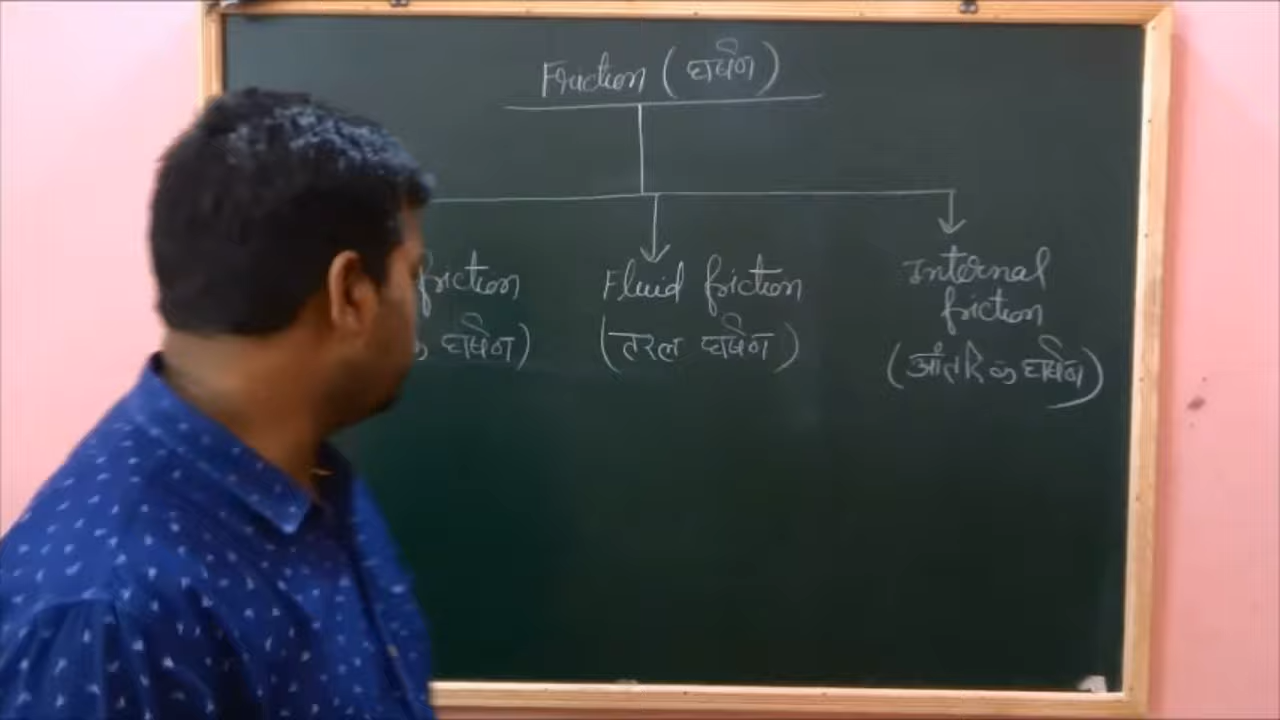 Friction (घर्षण)
friction
घर्षण)
Fluid friction
(तरल घर्षण)
Internal
friction
(आंतरिक घर्षण)